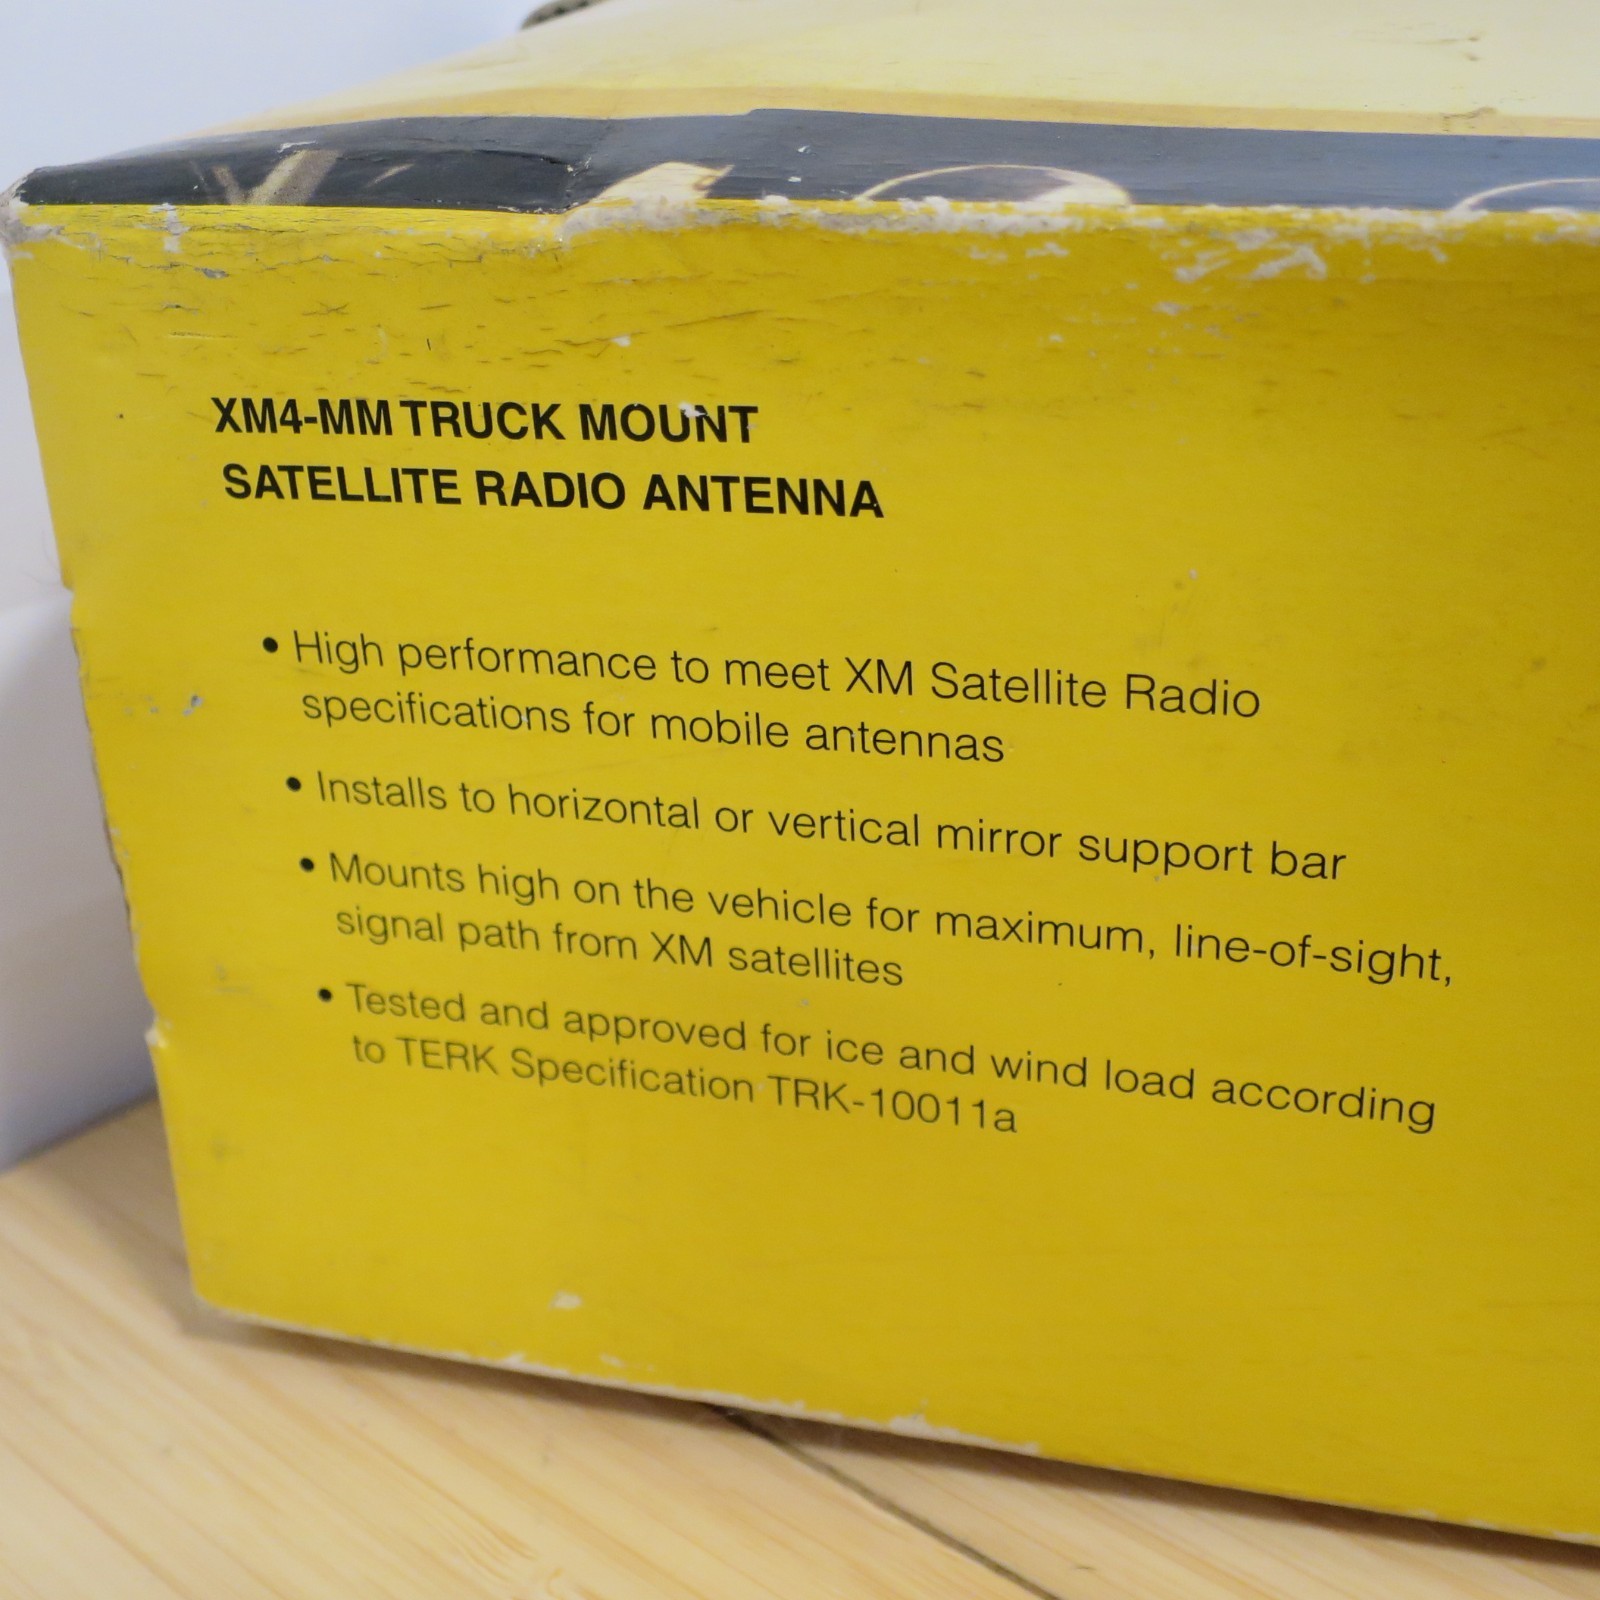 XM4-MM TRUCK MOUNT
SATELLITE RADIO ANTENNA
• High performance to meet XM Satellite Radio
specifications for mobile antennas
• Installs to horizontal or vertical mirror support bar
• Mounts high on the vehicle for maximum, line-of-sight,
signal path from XM satellites
• Tested and approved for ice and wind load according
to TERK Specification TRK-10011a